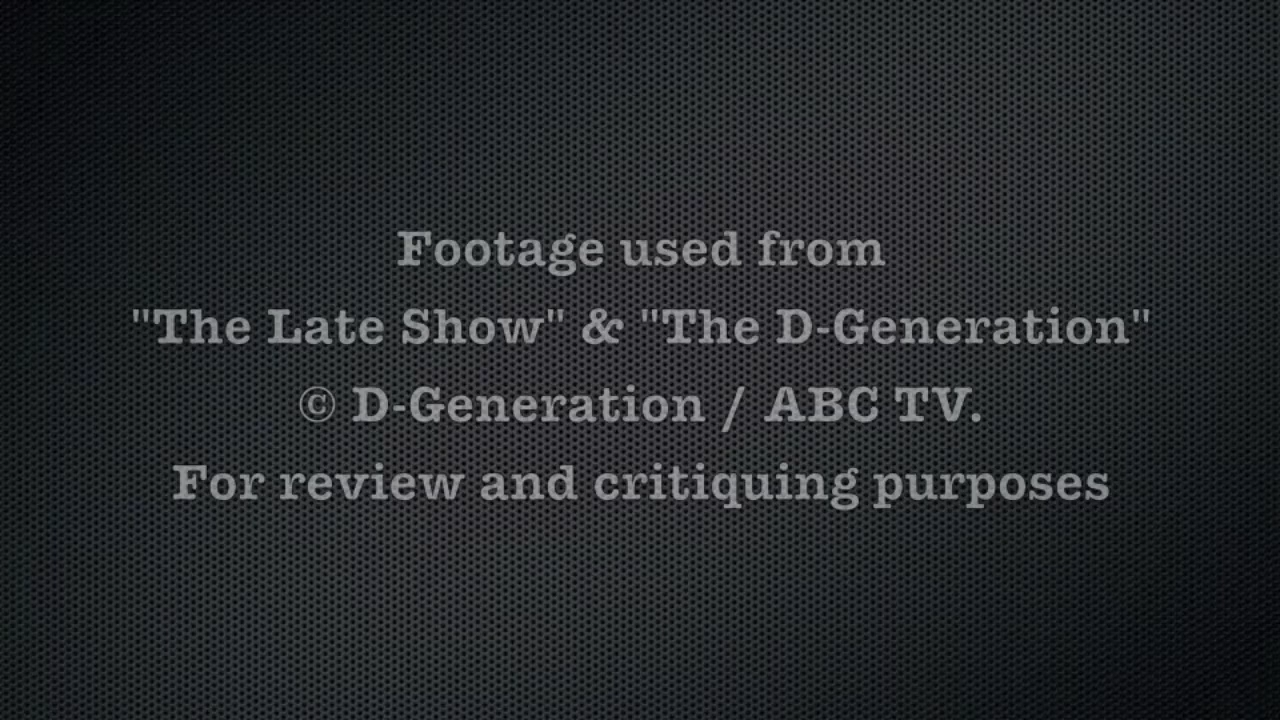 Footage used from
"The Late Show" & "The D-Generation"
© D-Generation / ABC TV.
For review and critiquing purposes